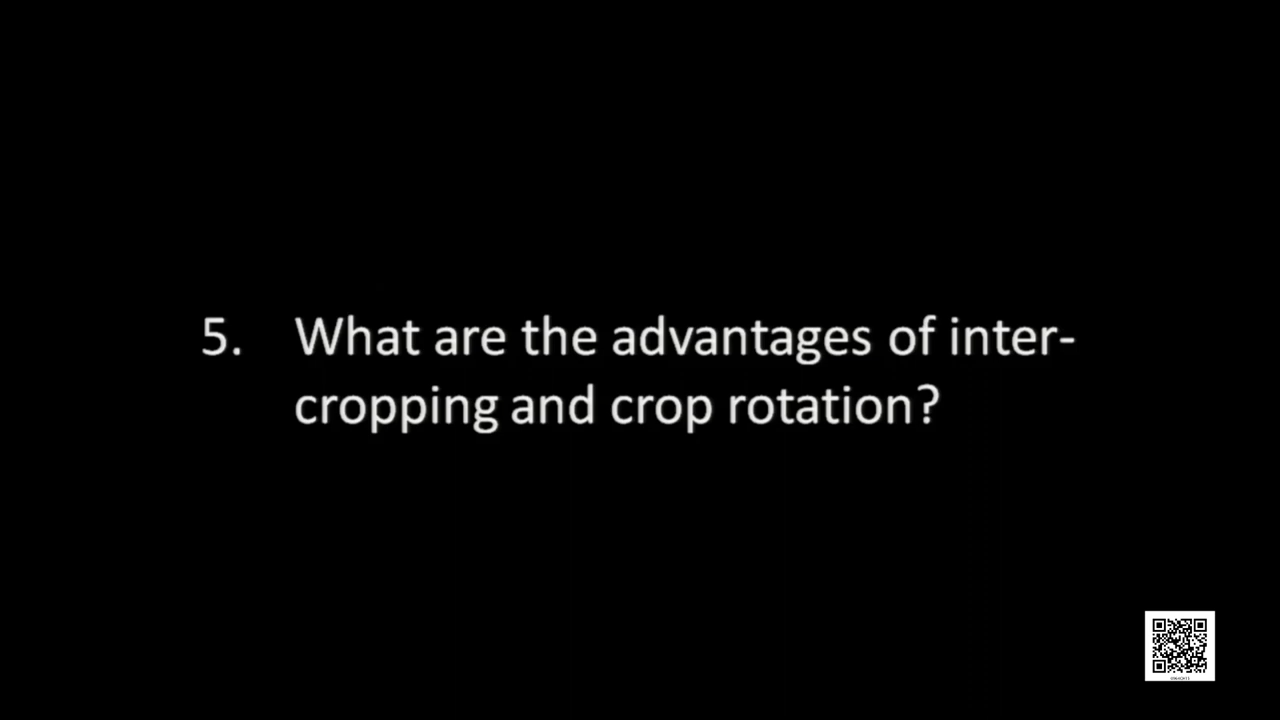 5. What are the advantages of inter-
cropping and crop rotation?